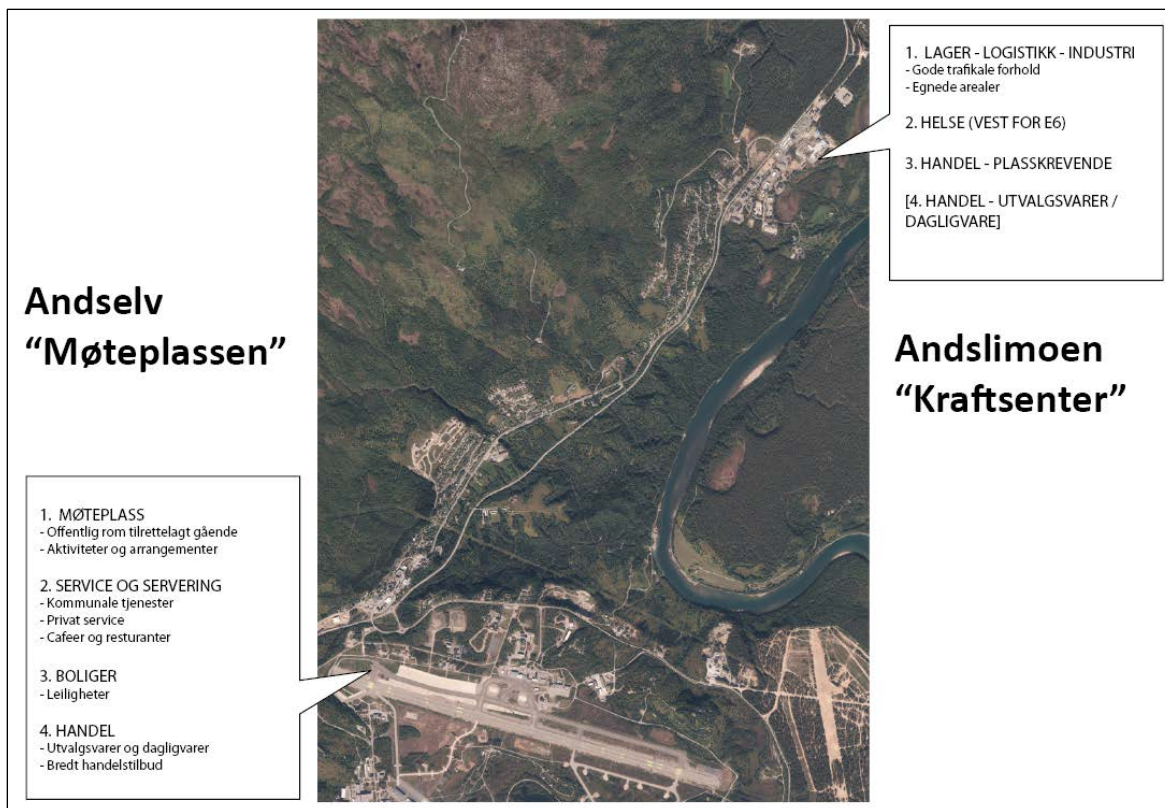 Andselv
“Møteplassen”
1. MØTEPLASS
- Offentlig rom tilrettelagt gående
- Aktiviteter og arrangementer
2. SERVICE OG SERVERING
- Kommunale tjenester
- Privat service
- Cafeer og resturanter
3. BOLIGER
- Leiligheter
4. HANDEL
- Utvalgsvarer og dagligvarer
- Bredt handelstilbud
1. LAGER - LOGISTIKK - INDUSTRI
- Gode trafikale forhold
- Egnede arealer
2. HELSE (VEST FOR E6)
3. HANDEL - PLASSKREVENDE
[4. HANDEL - UTVALGSVARER /
DAGLIGVARE]
Andslimoen
“Kraftsenter”